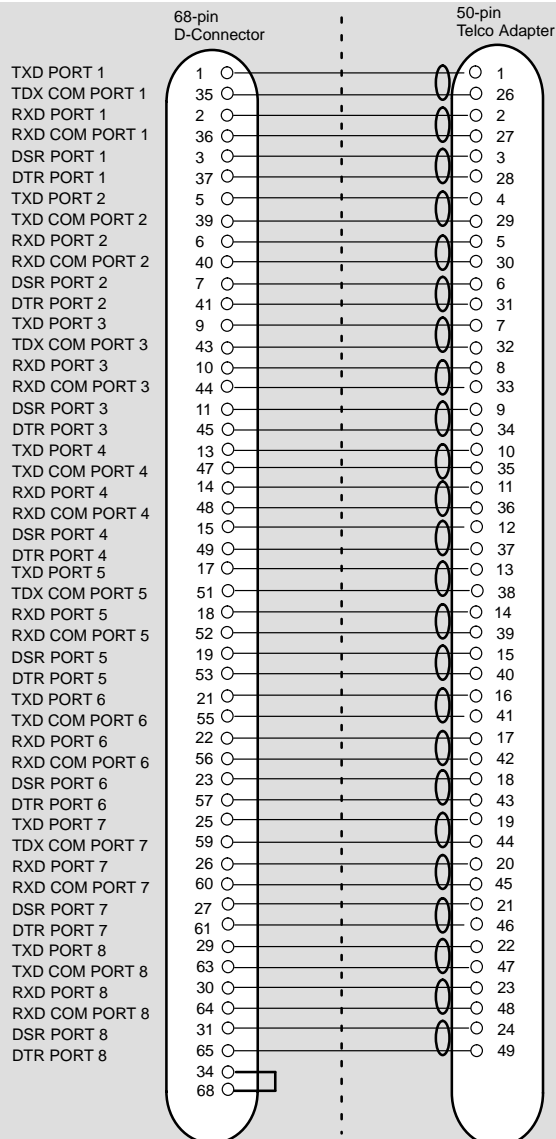 68-pin
D-Connector
50-pin
Telco Adapter
TXD PORT 1 1 1
TDX COM PORT 1 35 26
RXD PORT 1 2 2
RXD COM PORT 1 36 27
DSR PORT 1 3 3
DTR PORT 1 37 28
TXD PORT 2 5 4
TXD COM PORT 2 39 29
RXD PORT 2 6 5
RXD COM PORT 2 40 30
DSR PORT 2 7 6
DTR PORT 2 41 31
TXD PORT 3 9 7
TDX COM PORT 3 43 32
RXD PORT 3 10 8
RXD COM PORT 3 44 33
DSR PORT 3 11 9
DTR PORT 3 45 34
TXD PORT 4 13 10
TXD COM PORT 4 47 35
RXD PORT 4 14 11
RXD COM PORT 4 48 36
DSR PORT 4 15 12
DTR PORT 4 49 37
TXD PORT 5 17 13
TDX COM PORT 5 51 38
RXD PORT 5 18 14
RXD COM PORT 5 52 39
DSR PORT 5 19 15
DTR PORT 5 53 40
TXD PORT 6 21 16
TXD COM PORT 6 55 41
RXD PORT 6 22 17
RXD COM PORT 6 56 42
DSR PORT 6 23 18
DTR PORT 6 57 43
TXD PORT 7 25 19
TDX COM PORT 7 59 44
RXD PORT 7 26 20
RXD COM PORT 7 60 45
DSR PORT 7 27 21
DTR PORT 7 61 46
TXD PORT 8 29 22
TXD COM PORT 8 63 47
RXD PORT 8 30 23
RXD COM PORT 8 64 48
DSR PORT 8 31 24
DTR PORT 8 65 49
34
68